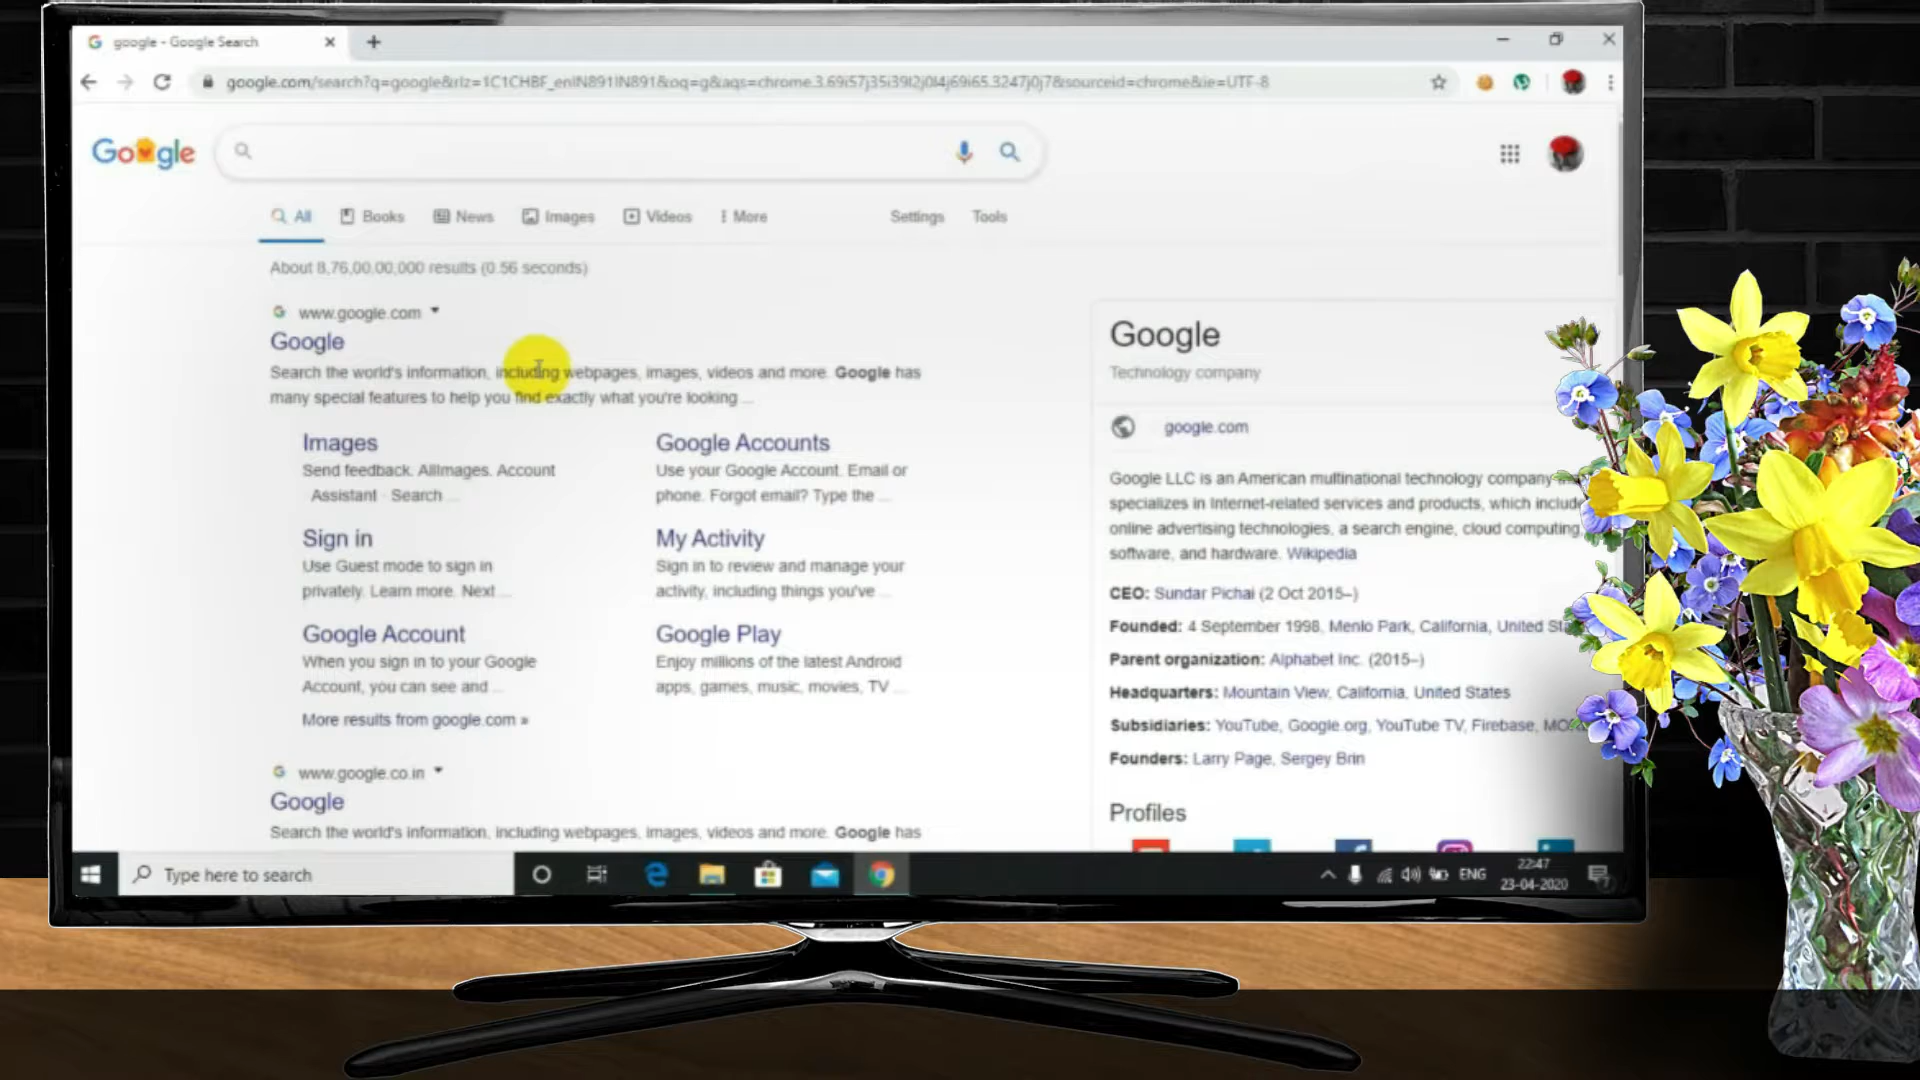 google - Google Search
google.com/search?q=google&rlz=1C1CHBF_enIN891IN891&oq=g&aqs=chrome.3.69i57j35i39l2j0l4j69i65.3247j0j7&sourceid=chrome&ie=UTF-8
Google
All Books News Images Videos More Settings Tools
About 8,76,00,00,000 results (0.56 seconds)
www.google.com
Google
Search the world's information, including webpages, images, videos and more. Google has
many special features to help you find exactly what you're looking ...
Images
Send feedback. AllImages. Account
Assistant · Search ...
Google Accounts
Use your Google Account. Email or
phone. Forgot email? Type the ...
Sign in
Use Guest mode to sign in
privately. Learn more. Next ...
My Activity
Sign in to review and manage your
activity, including things you've ...
Google Account
When you sign in to your Google
Account, you can see and ...
Google Play
Enjoy millions of the latest Android
apps, games, music, movies, TV ...
More results from google.com »
www.google.co.in
Google
Search the world's information, including webpages, images, videos and more. Google has
Google
Technology company
google.com
Google LLC is an American multinational technology company
specializes in Internet-related services and products, which
online advertising technologies, a search engine, cloud computing,
software, and hardware. Wikipedia
CEO: Sundar Pichai (2 Oct 2015–)
Founded: 4 September 1998, Menlo Park, California, United
Parent organization: Alphabet Inc. (2015–)
Headquarters: Mountain View, California, United States
Subsidiaries: YouTube, Google.org, YouTube TV, Firebase,
Founders: Larry Page, Sergey Brin
Profiles
Type here to search
ENG
22:47
23-04-2020